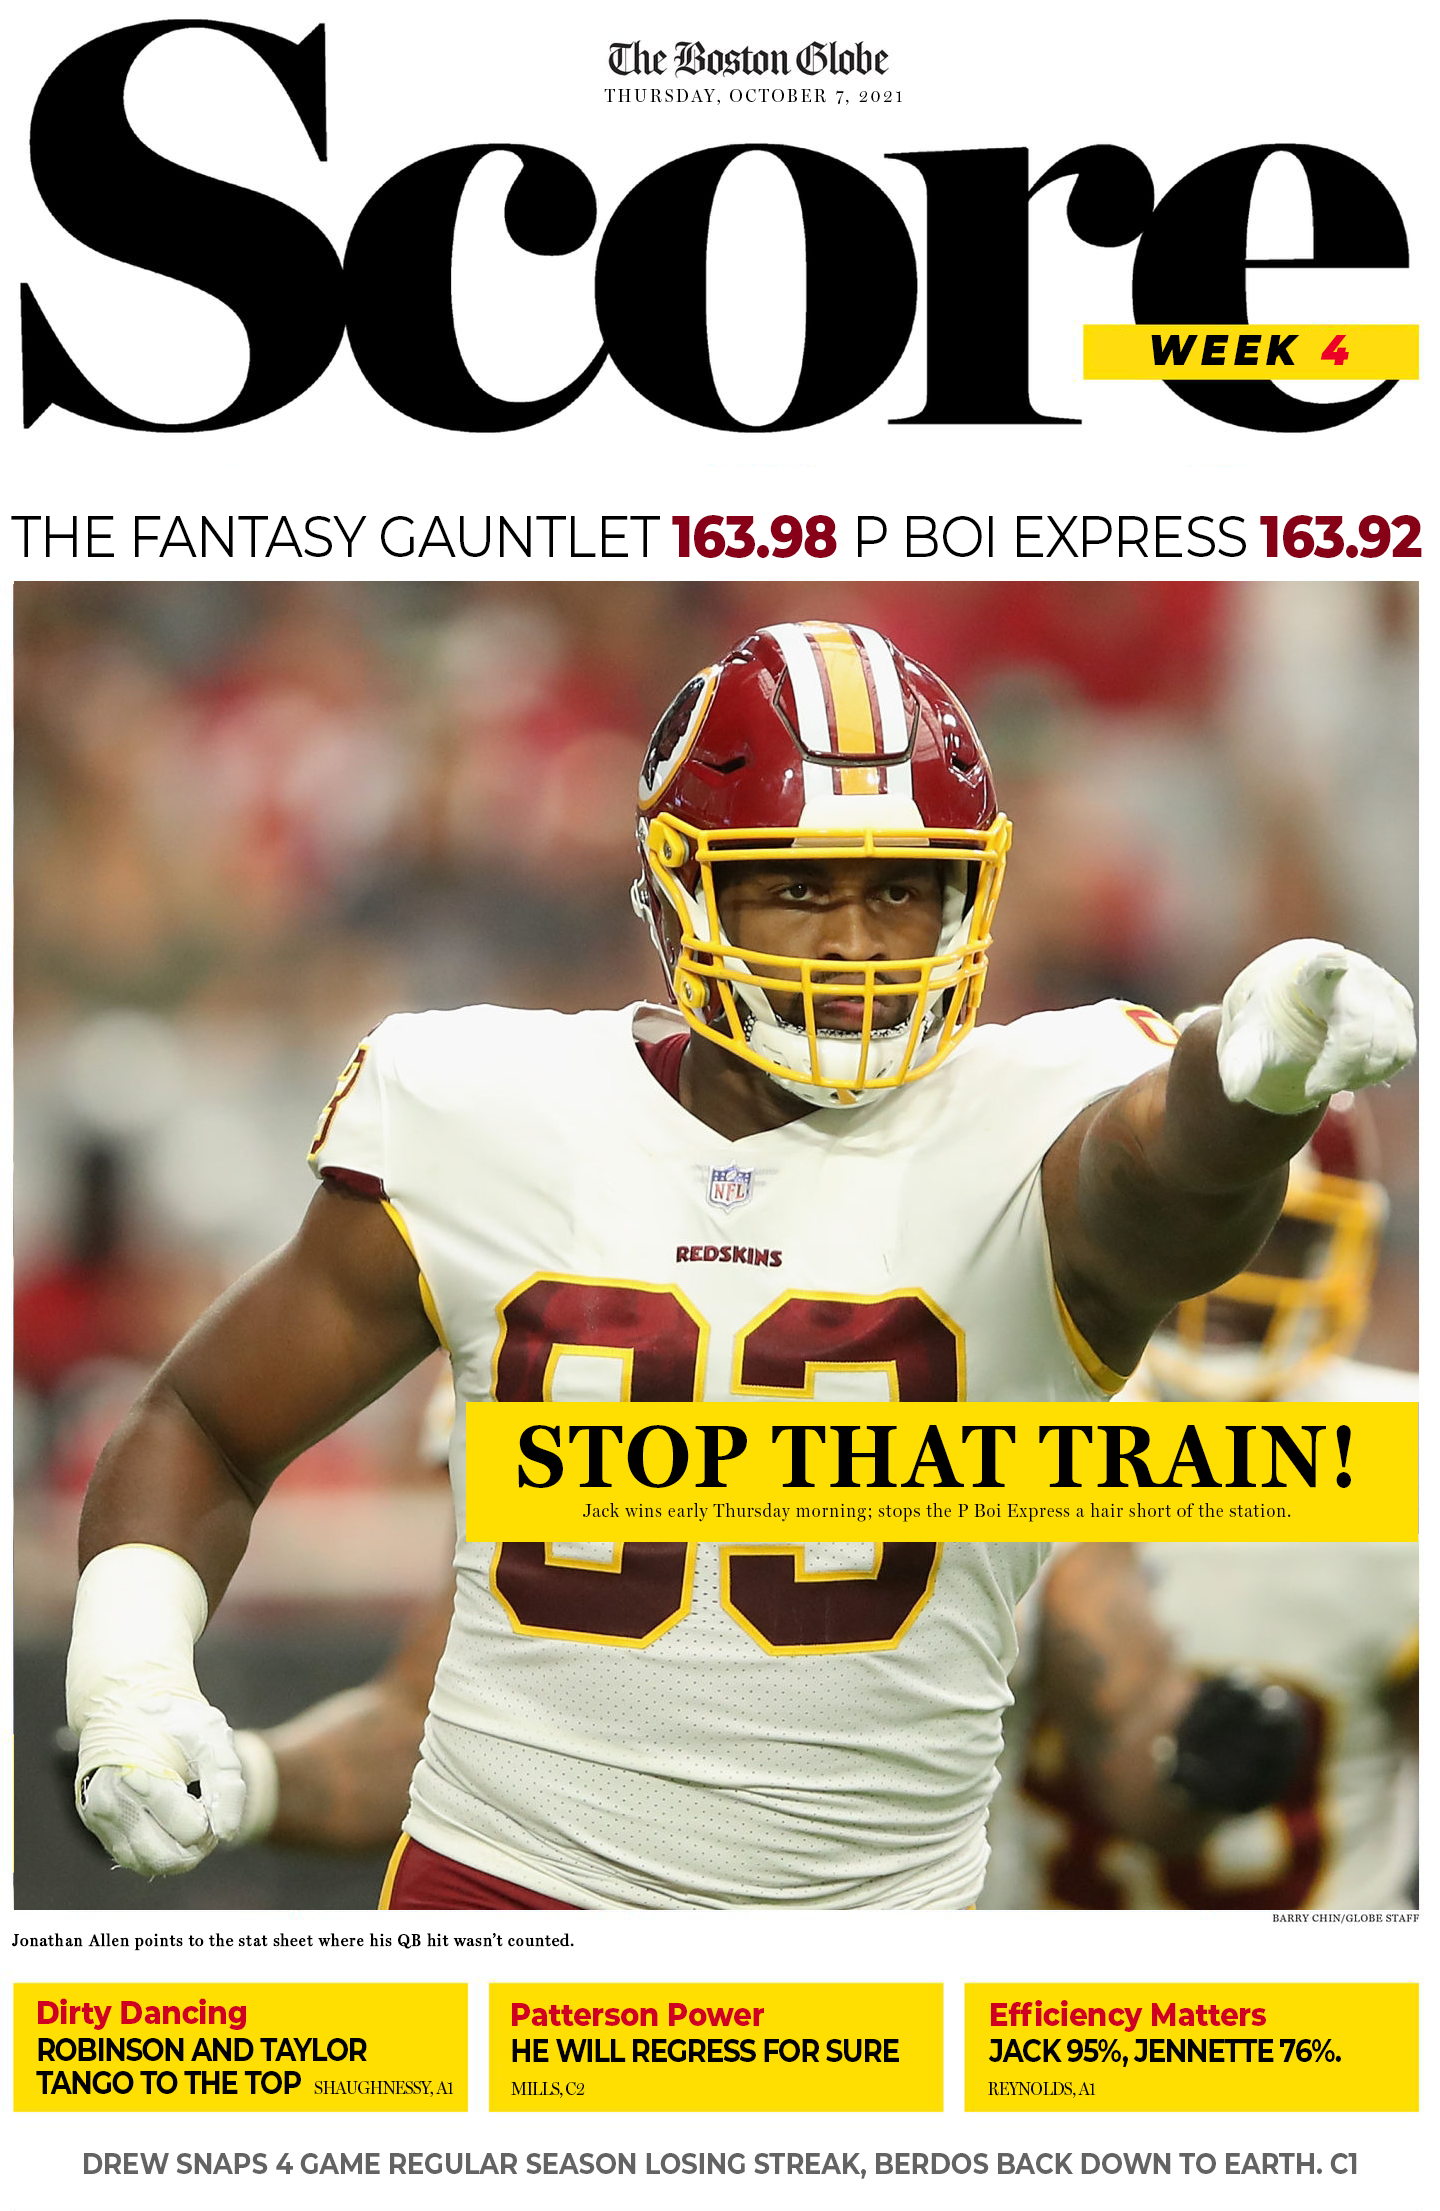 The Boston Globe
THURSDAY, OCTOBER 7, 2021
Score
WEEK 4
THE FANTASY GAUNTLET 163.98 P BOI EXPRESS 163.92
NFL
REDSKINS
93
STOP THAT TRAIN!
Jack wins early Thursday morning; stops the P Boi Express a hair short of the station.
BARRY CHIN/GLOBE STAFF
Jonathan Allen points to the stat sheet where his QB hit wasn't counted.
Dirty Dancing
ROBINSON AND TAYLOR
TANGO TO THE TOP SHAUGHNESSY, A1
Patterson Power
HE WILL REGRESS FOR SURE
MILLS, C2
Efficiency Matters
JACK 95%, JENNETTE 76%.
REYNOLDS, A1
DREW SNAPS 4 GAME REGULAR SEASON LOSING STREAK, BERDOS BACK DOWN TO EARTH. C1